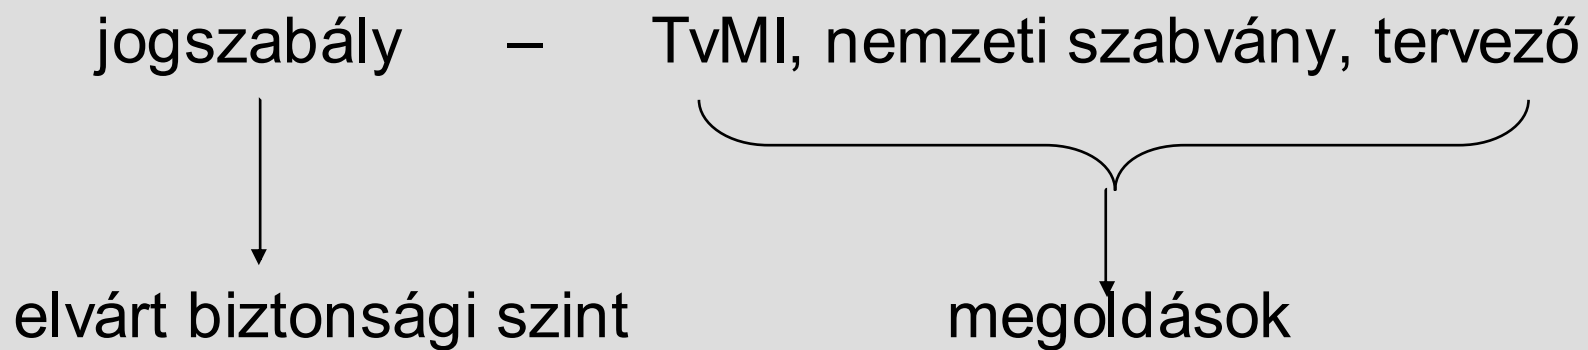 jogszabály – TvMI, nemzeti szabvány, tervező
elvárt biztonsági szint megoldások